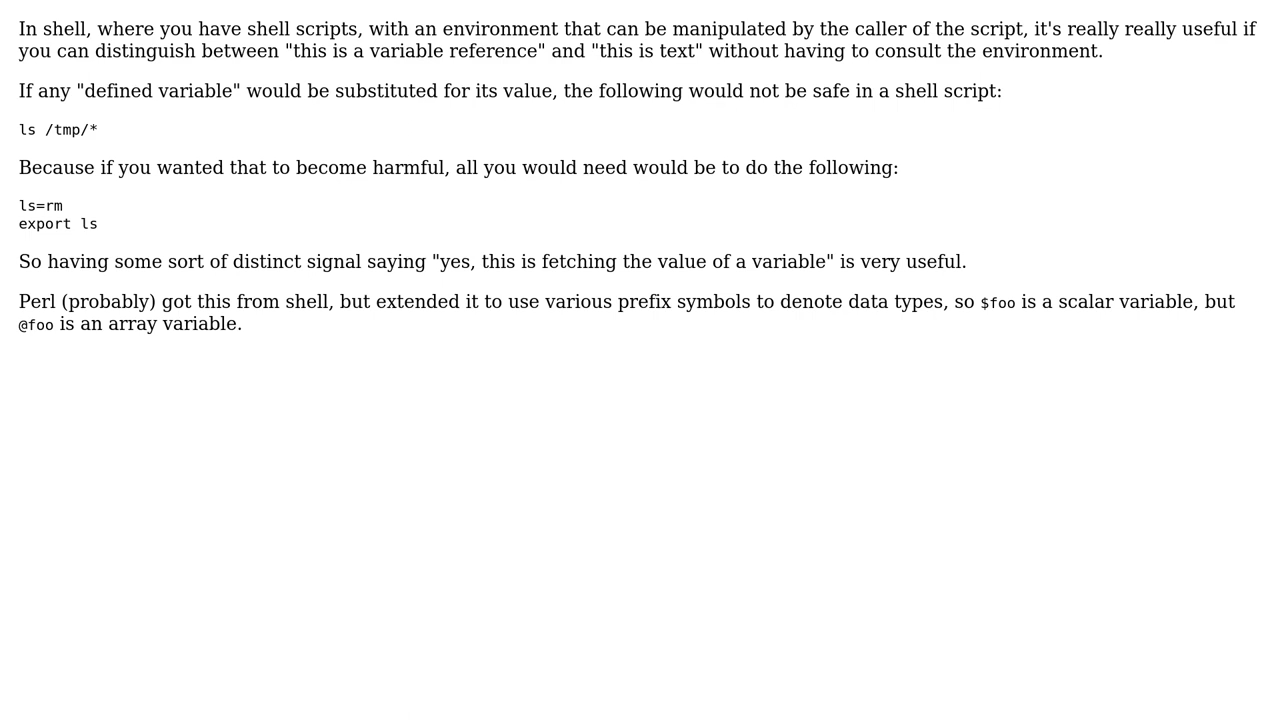 In shell, where you have shell scripts, with an environment that can be manipulated by the caller of the script, it's really really useful if
you can distinguish between "this is a variable reference" and "this is text" without having to consult the environment.
If any "defined variable" would be substituted for its value, the following would not be safe in a shell script:
ls /tmp/*
Because if you wanted that to become harmful, all you would need would be to do the following:
ls=rm
export ls
So having some sort of distinct signal saying "yes, this is fetching the value of a variable" is very useful.
Perl (probably) got this from shell, but extended it to use various prefix symbols to denote data types, so $foo is a scalar variable, but
@foo is an array variable.